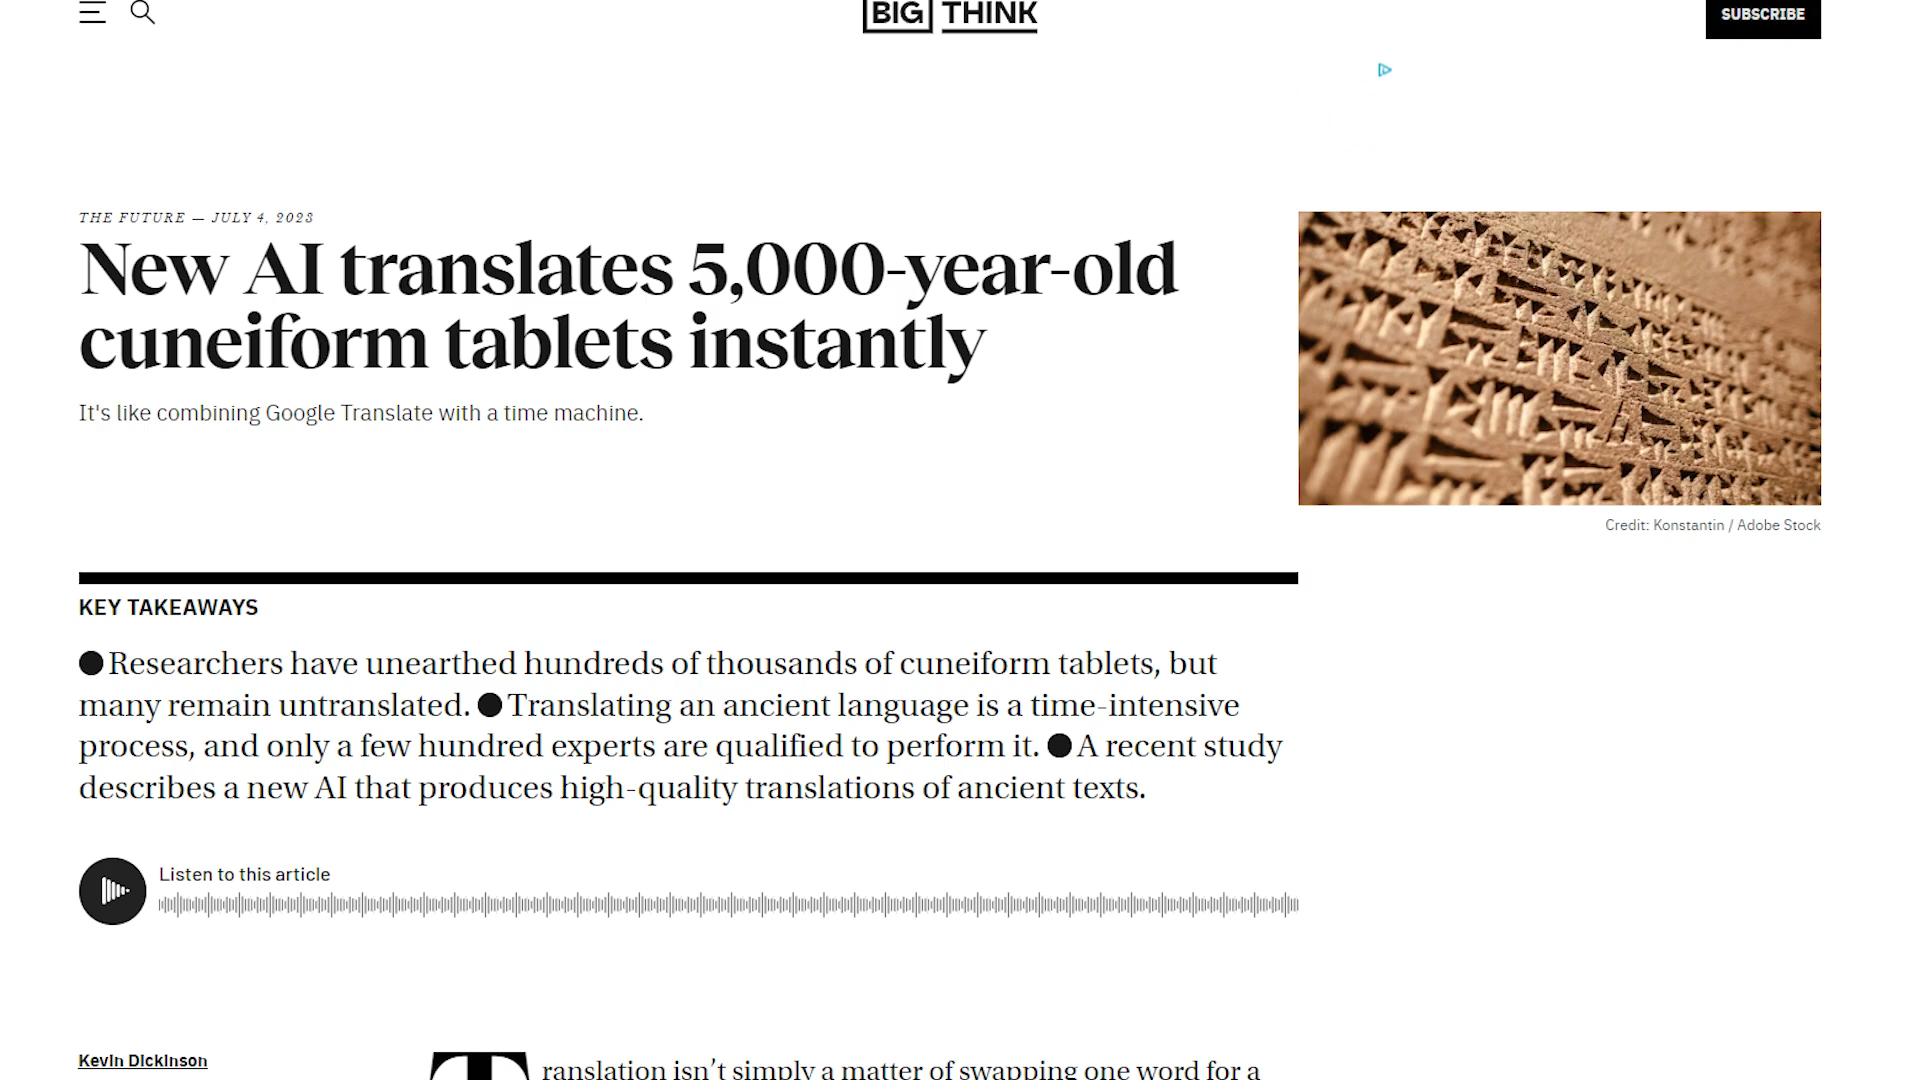 BIG THINK
SUBSCRIBE
THE FUTURE — JULY 4, 2023
New AI translates 5,000-year-old
cuneiform tablets instantly
It's like combining Google Translate with a time machine.
Credit: Konstantin / Adobe Stock
KEY TAKEAWAYS
● Researchers have unearthed hundreds of thousands of cuneiform tablets, but
many remain untranslated. ● Translating an ancient language is a time-intensive
process, and only a few hundred experts are qualified to perform it. ● A recent study
describes a new AI that produces high-quality translations of ancient texts.
Listen to this article
Kevin Dickinson
Translation isn’t simply a matter of swapping one word for a